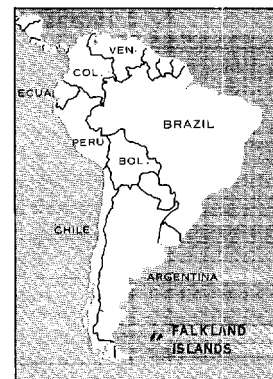 VEN.
COL.
ECUA
BRAZIL
PERU
BOL.
CHILE
ARGENTINA
FALKLAND
ISLANDS